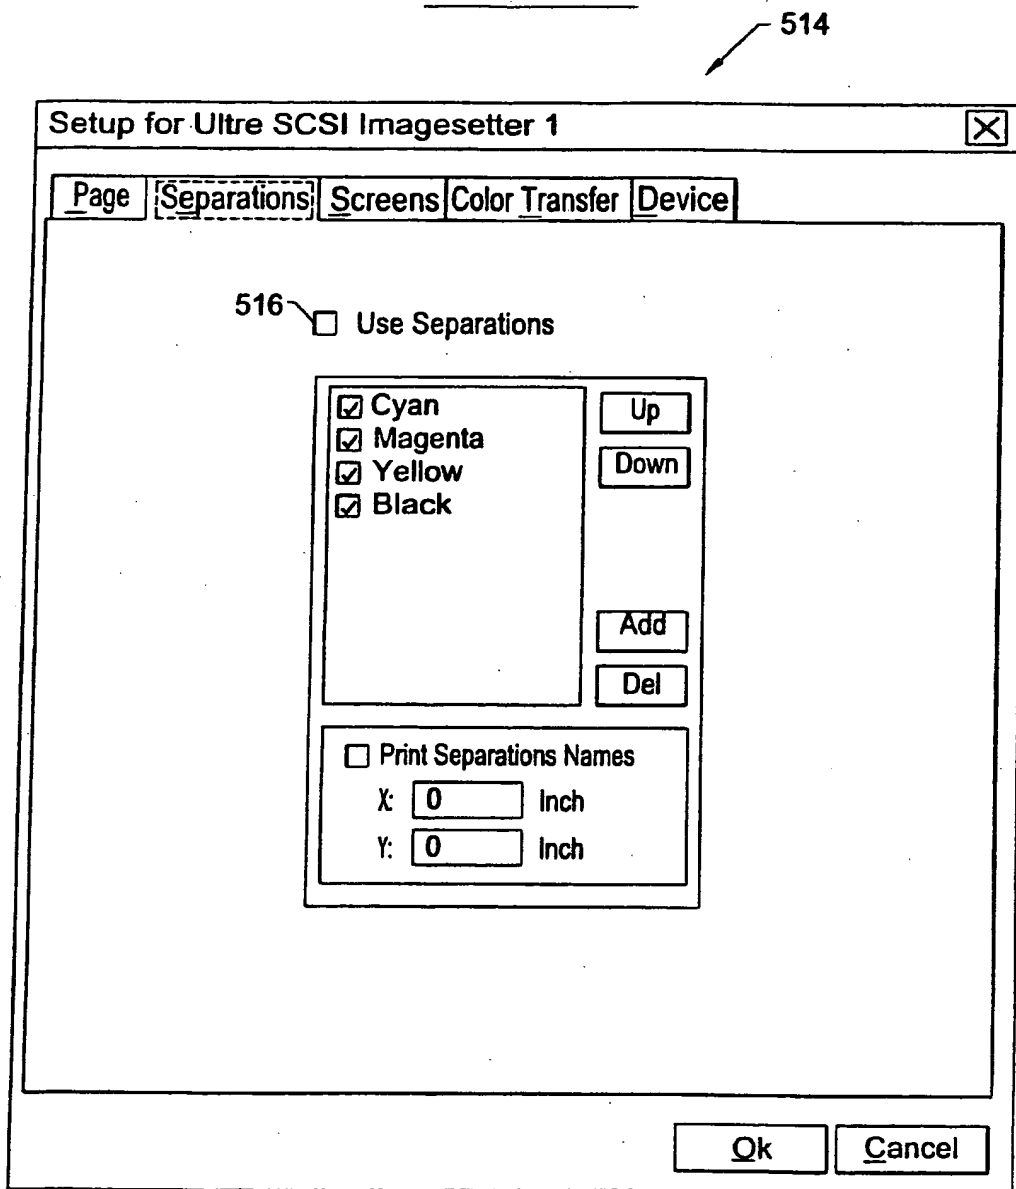 514
Setup for Ultre SCSI Imagesetter 1
Page Separations Screens Color Transfer Device
516 Use Separations
Cyan
Magenta
Yellow
Black
Up
Down
Add
Del
Print Separations Names
X: 0 Inch
Y: 0 Inch
Ok Cancel